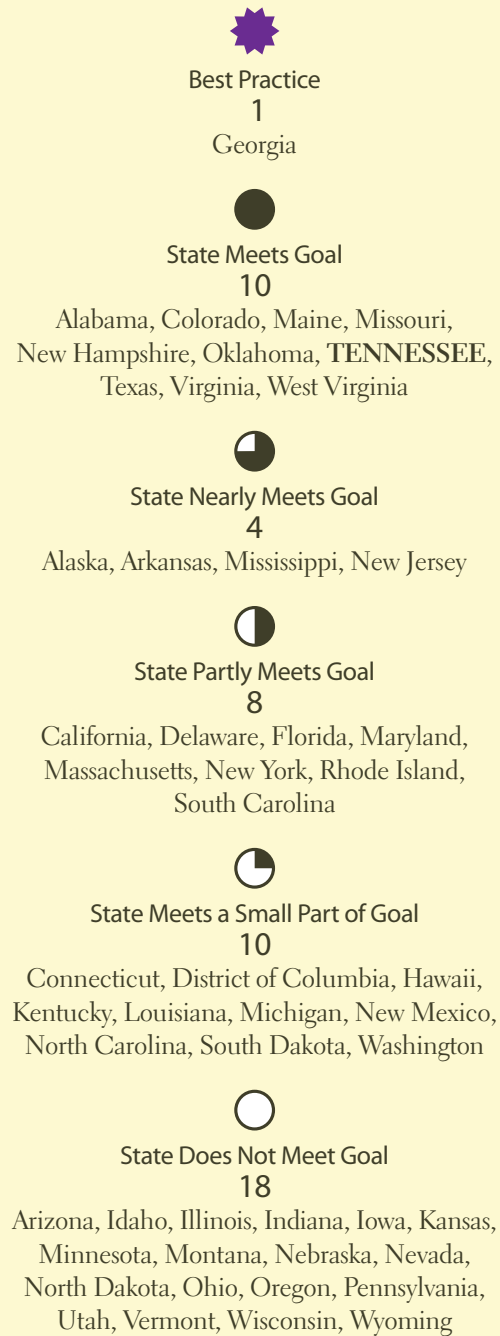 Best Practice
1
Georgia
State Meets Goal
10
Alabama, Colorado, Maine, Missouri,
New Hampshire, Oklahoma, TENNESSEE,
Texas, Virginia, West Virginia
State Nearly Meets Goal
4
Alaska, Arkansas, Mississippi, New Jersey
State Partly Meets Goal
8
California, Delaware, Florida, Maryland,
Massachusetts, New York, Rhode Island,
South Carolina
State Meets a Small Part of Goal
10
Connecticut, District of Columbia, Hawaii,
Kentucky, Louisiana, Michigan, New Mexico,
North Carolina, South Dakota, Washington
State Does Not Meet Goal
18
Arizona, Idaho, Illinois, Indiana, Iowa, Kansas,
Minnesota, Montana, Nebraska, Nevada,
North Dakota, Ohio, Oregon, Pennsylvania,
Utah, Vermont, Wisconsin, Wyoming